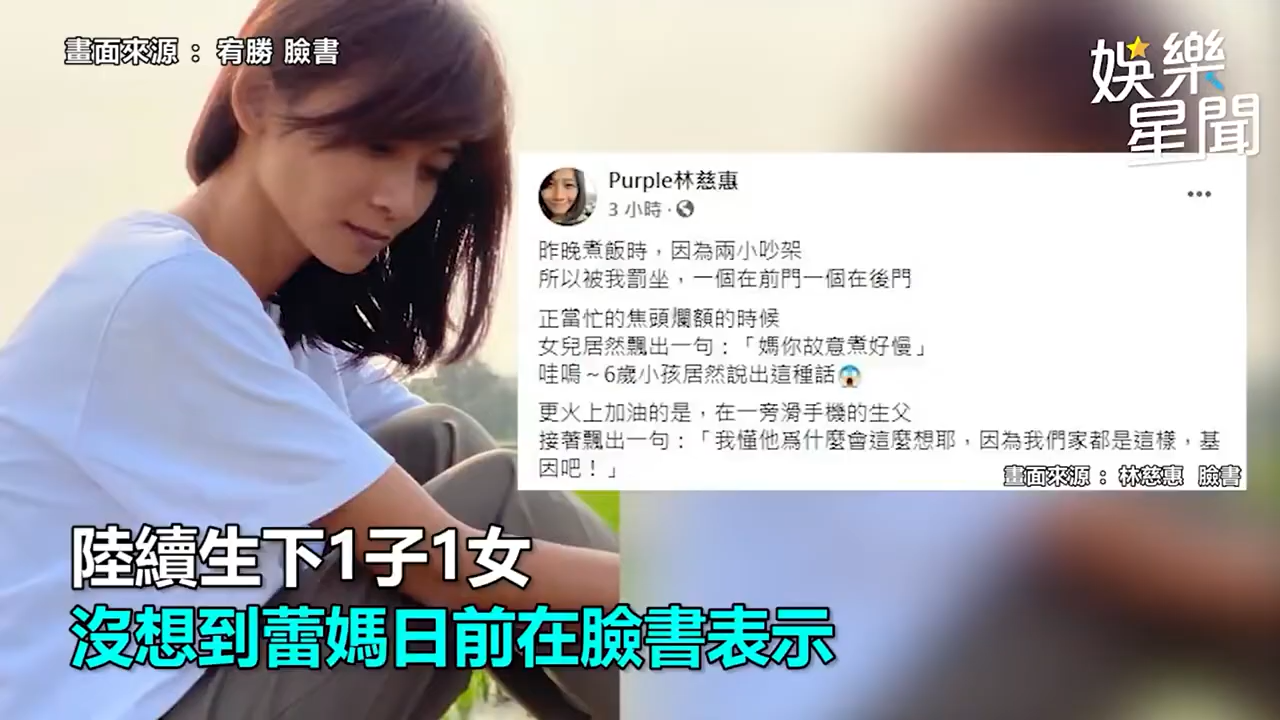 畫面來源：宥勝 臉書
娛樂
星聞
Purple林慈惠
3 小時 ·
昨晚煮飯時，因為兩小吵架
所以被我罰坐，一個在前門一個在後門
正當忙的焦頭爛額的時候
女兒居然飄出一句：「媽你故意煮好慢」
哇嗚～6歲小孩居然說出這種話😱
更火上加油的是，在一旁滑手機的生父
接著飄出一句：「我懂他爲什麼會這麼想耶，因為我們家都是這樣，基
因吧！」
畫面來源：林慈惠 臉書
陸續生下1子1女
沒想到蕾媽日前在臉書表示